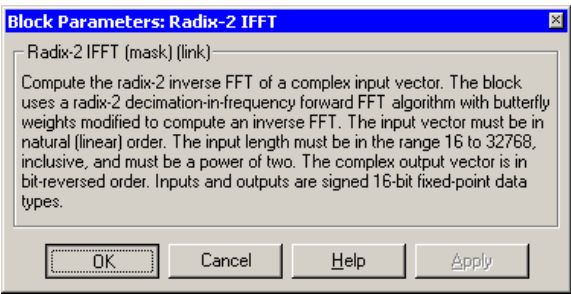 Block Parameters: Radix-2 IFFT
Radix-2 IFFT (mask) (link)
Compute the radix-2 inverse FFT of a complex input vector. The block
uses a radix-2 decimation-in-frequency forward FFT algorithm with butterfly
weights modified to compute an inverse FFT. The input vector must be in
natural (linear) order. The input length must be in the range 16 to 32768,
inclusive, and must be a power of two. The complex output vector is in
bit-reversed order. Inputs and outputs are signed 16-bit fixed-point data
types.
OK Cancel Help Apply